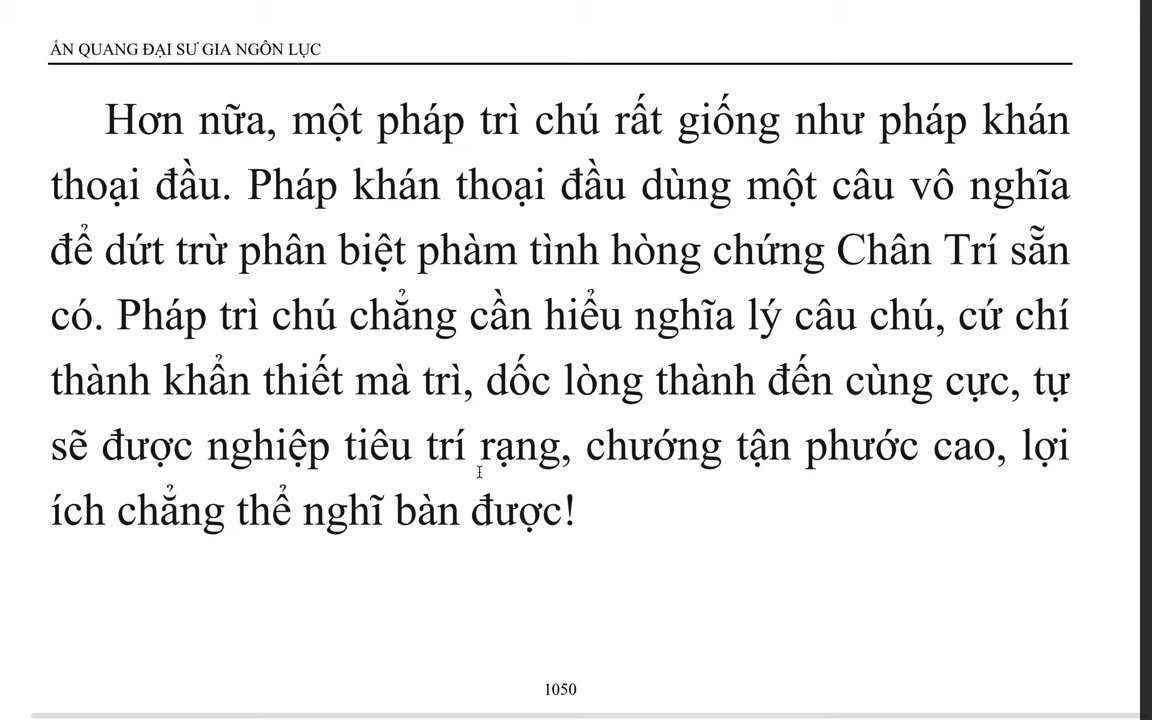 ẤN QUANG ĐẠI SƯ GIA NGÔN LỤC
Hơn nữa, một pháp trì chú rất giống như pháp khán
thoại đầu. Pháp khán thoại đầu dùng một câu vô nghĩa
để dứt trừ phân biệt phàm tình hòng chứng Chân Trí sẵn
có. Pháp trì chú chẳng cần hiểu nghĩa lý câu chú, cứ chí
thành khẩn thiết mà trì, dốc lòng thành đến cùng cực, tự
sẽ được nghiệp tiêu trí rạng, chướng tận phước cao, lợi
ích chẳng thể nghĩ bàn được!
1050